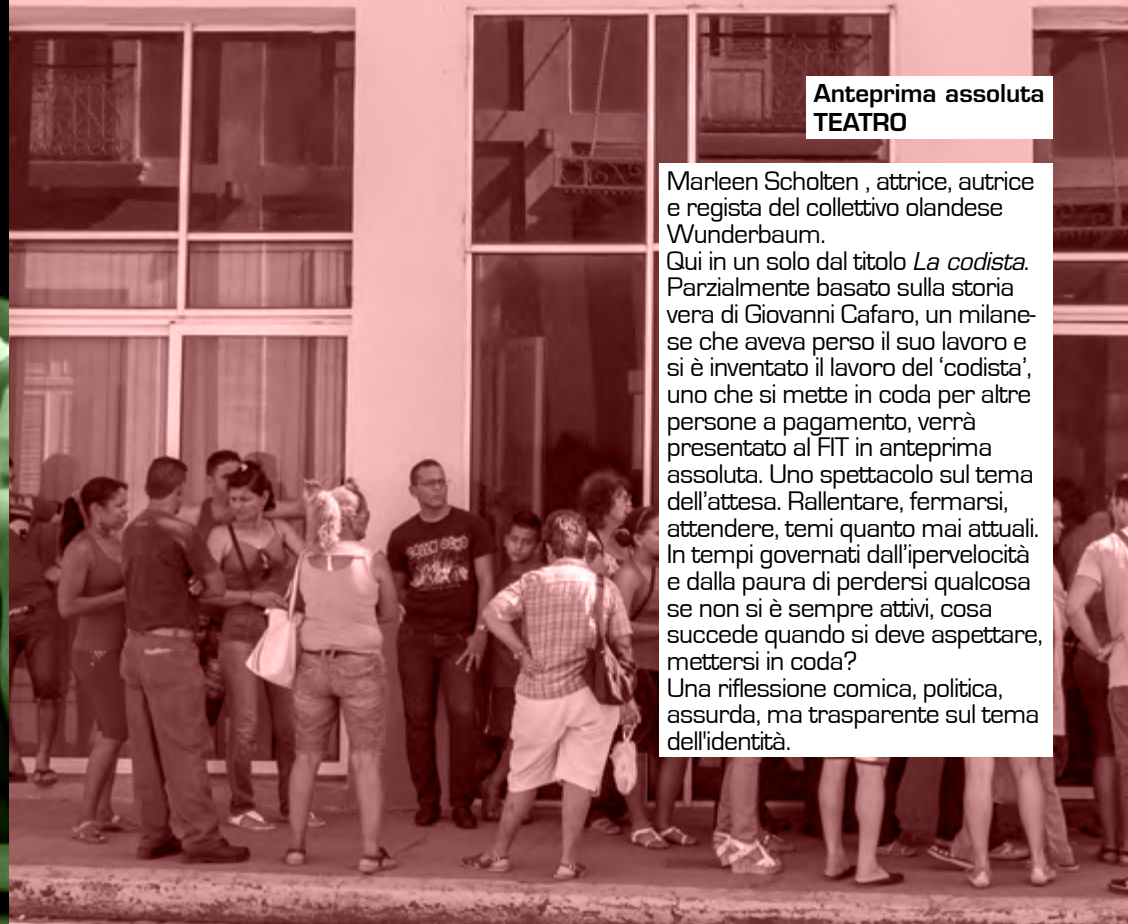 Anteprima assoluta
TEATRO
Marleen Scholten , attrice, autrice
e regista del collettivo olandese
Wunderbaum.
Qui in un solo dal titolo La codista.
Parzialmente basato sulla storia
vera di Giovanni Cafaro, un milane-
se che aveva perso il suo lavoro e
si è inventato il lavoro del ‘codista’,
uno che si mette in coda per altre
persone a pagamento, verrà
presentato al FIT in anteprima
assoluta. Uno spettacolo sul tema
dell’attesa. Rallentare, fermarsi,
attendere, temi quanto mai attuali.
In tempi governati dall’ipervelocità
e dalla paura di perdersi qualcosa
se non si è sempre attivi, cosa
succede quando si deve aspettare,
mettersi in coda?
Una riflessione comica, politica,
assurda, ma trasparente sul tema
dell'identità.